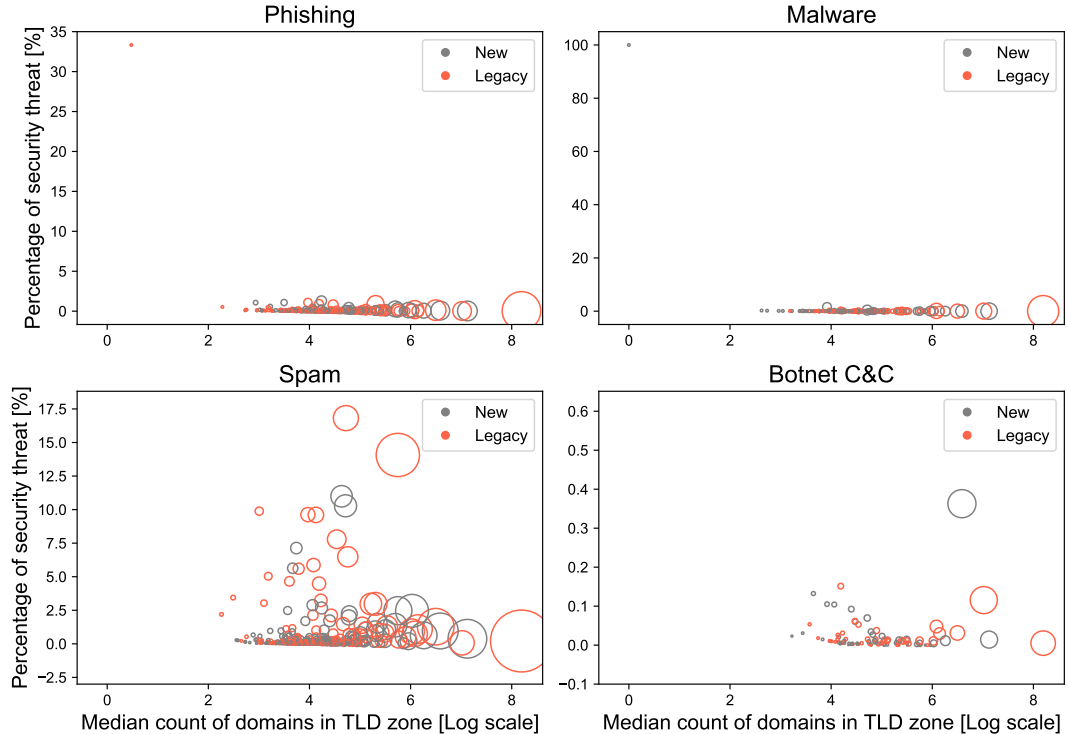 Phishing
Malware
Percentage of security threat [%]
35
30
25
20
15
10
5
0
0 2 4 6 8
New
Legacy
100
80
60
40
20
0
0 2 4 6 8
New
Legacy
Spam
Botnet C&C
Percentage of security threat [%]
17.5
15.0
12.5
10.0
7.5
5.0
2.5
0.0
−2.5
0 2 4 6 8
New
Legacy
0.6
0.5
0.4
0.3
0.2
0.1
0.0
−0.1
0 2 4 6 8
New
Legacy
Median count of domains in TLD zone [Log scale]
Median count of domains in TLD zone [Log scale]